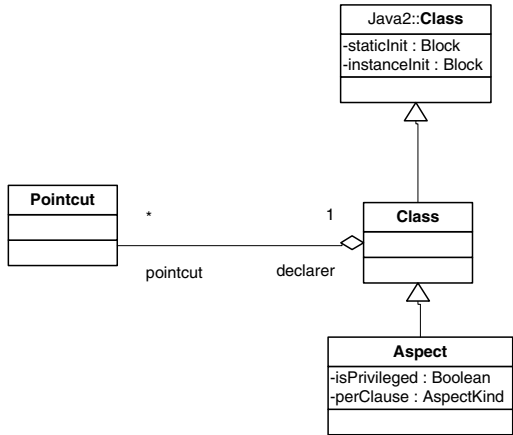 Java2::Class
-staticInit : Block
-instanceInit : Block
Pointcut
*
1
Class
pointcut
declarer
Aspect
-isPrivileged : Boolean
-perClause : AspectKind